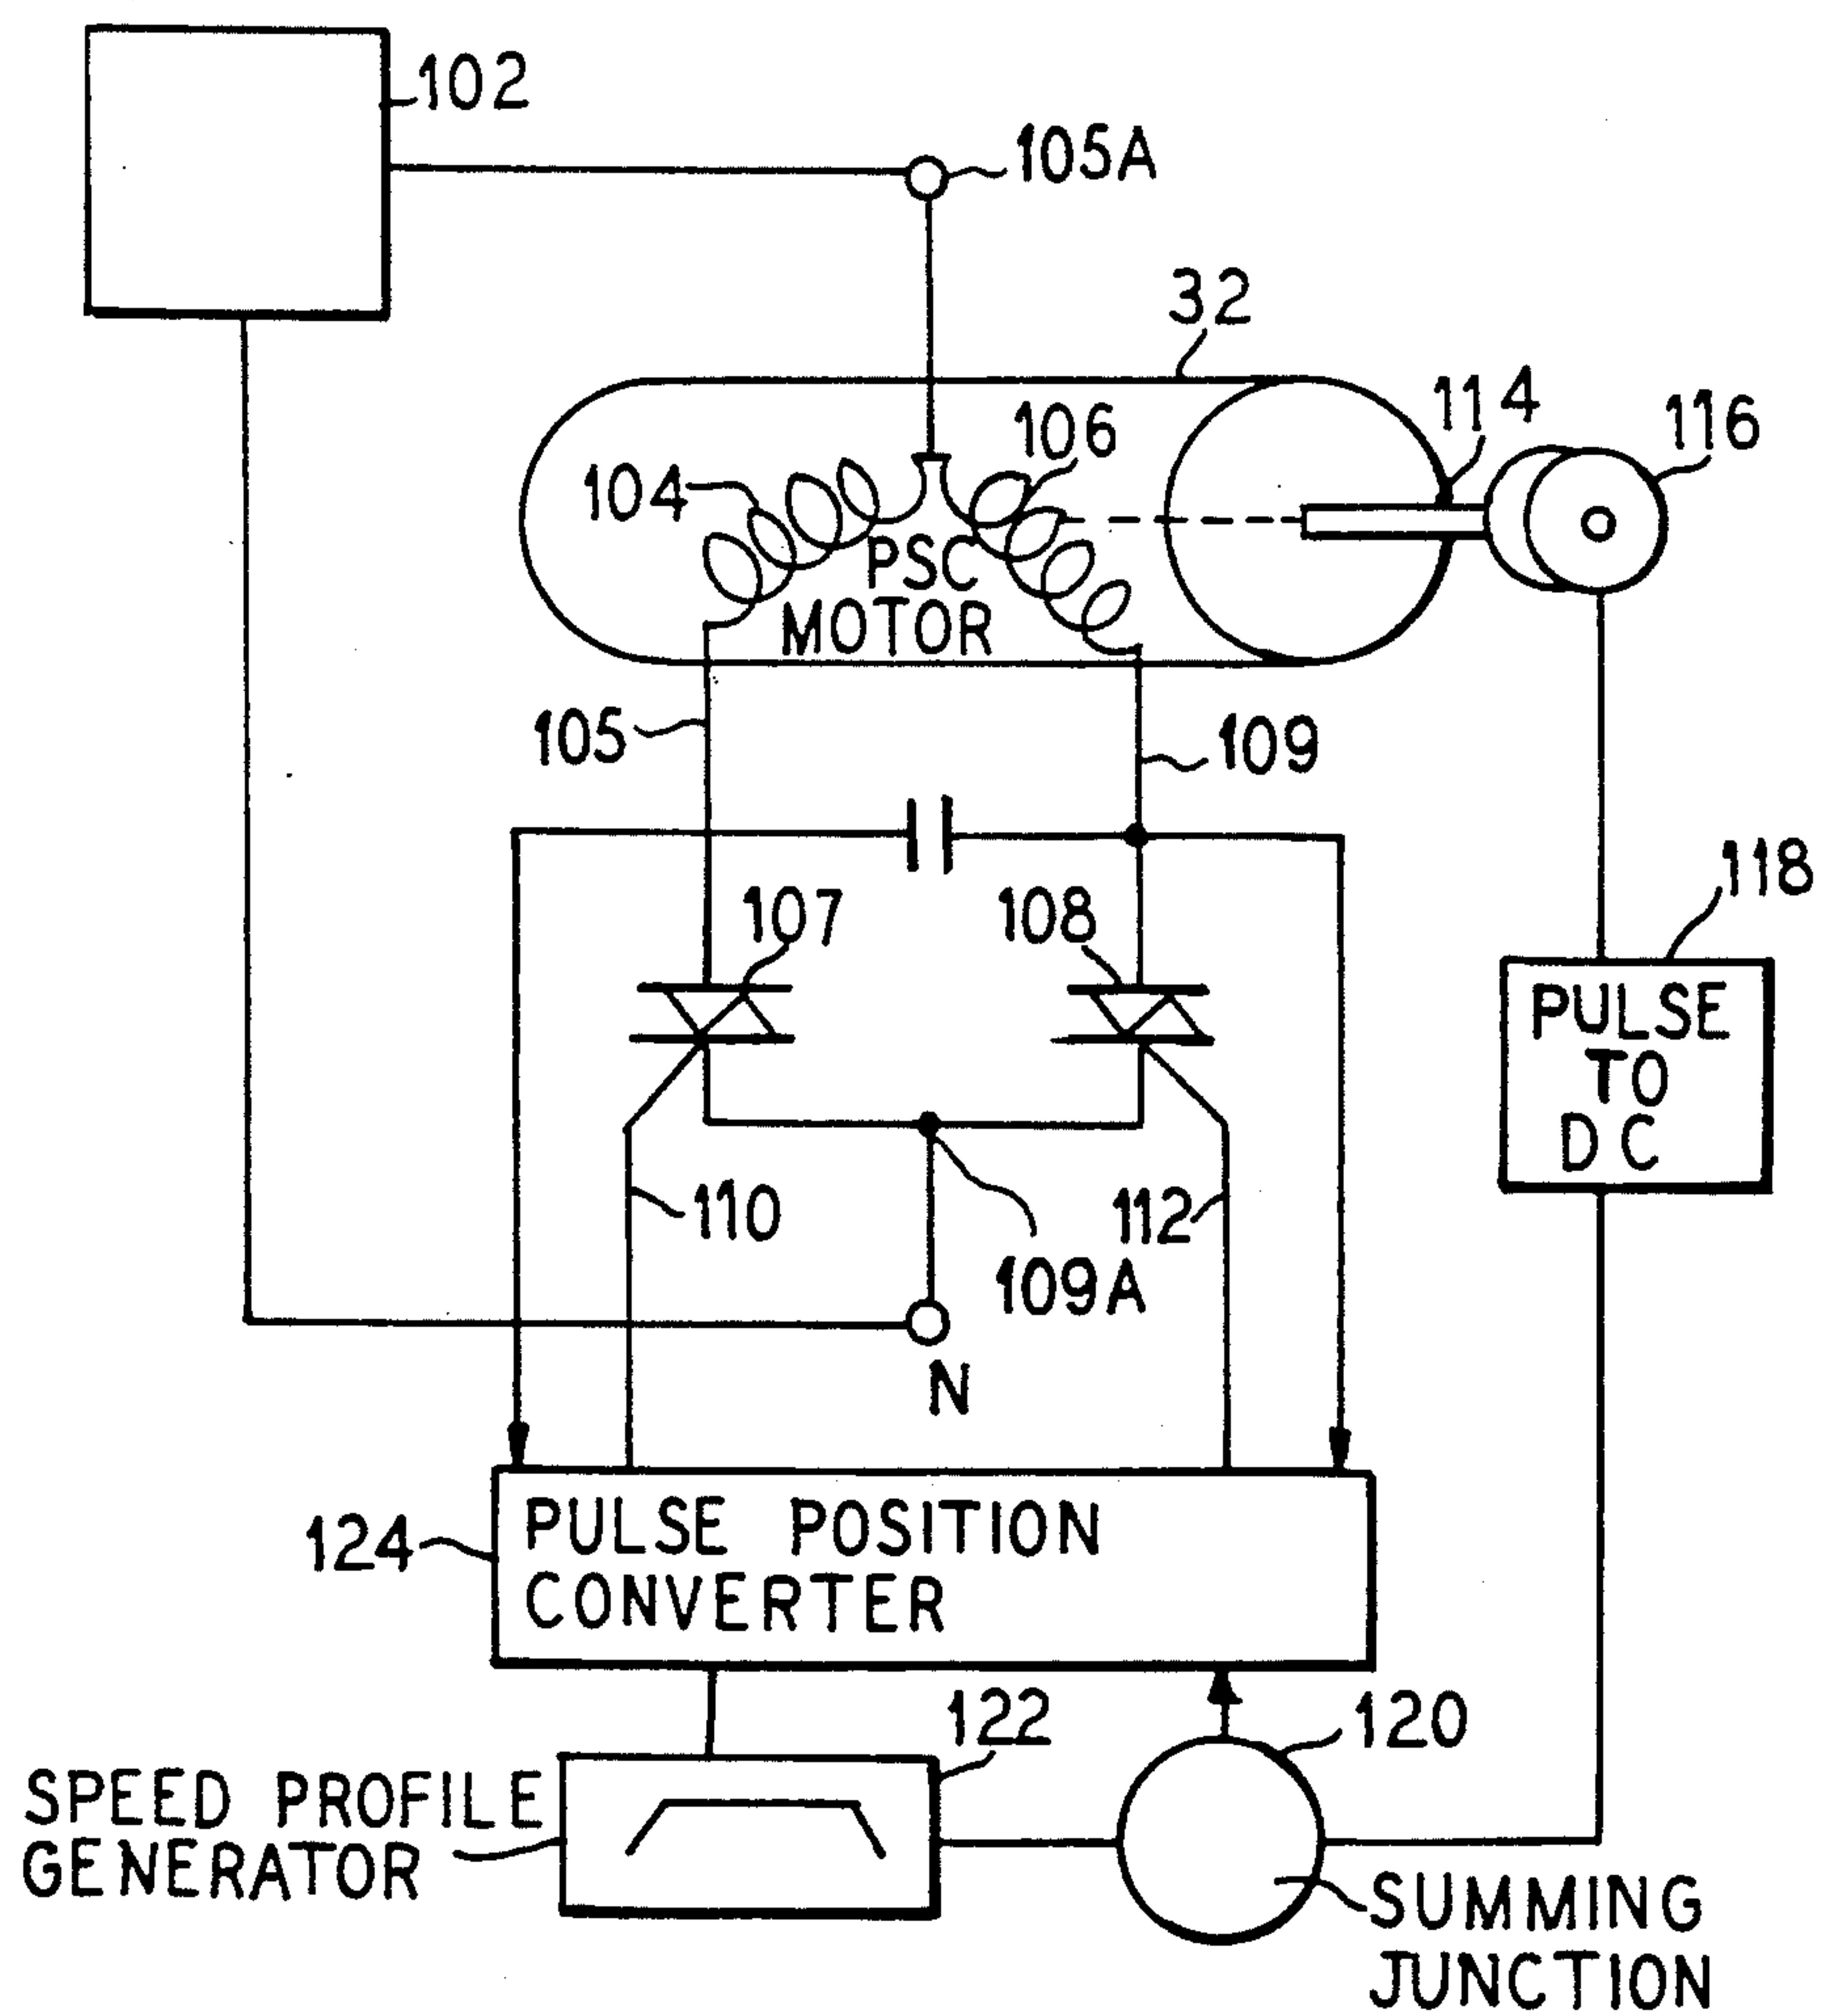 102
105A
32
114
116
106
104
PSC
MOTOR
105
109
107
108
118
PULSE
TO
DC
110
112
109A
N
124
PULSE POSITION
CONVERTER
122
120
SPEED PROFILE
GENERATOR
SUMMING
JUNCTION